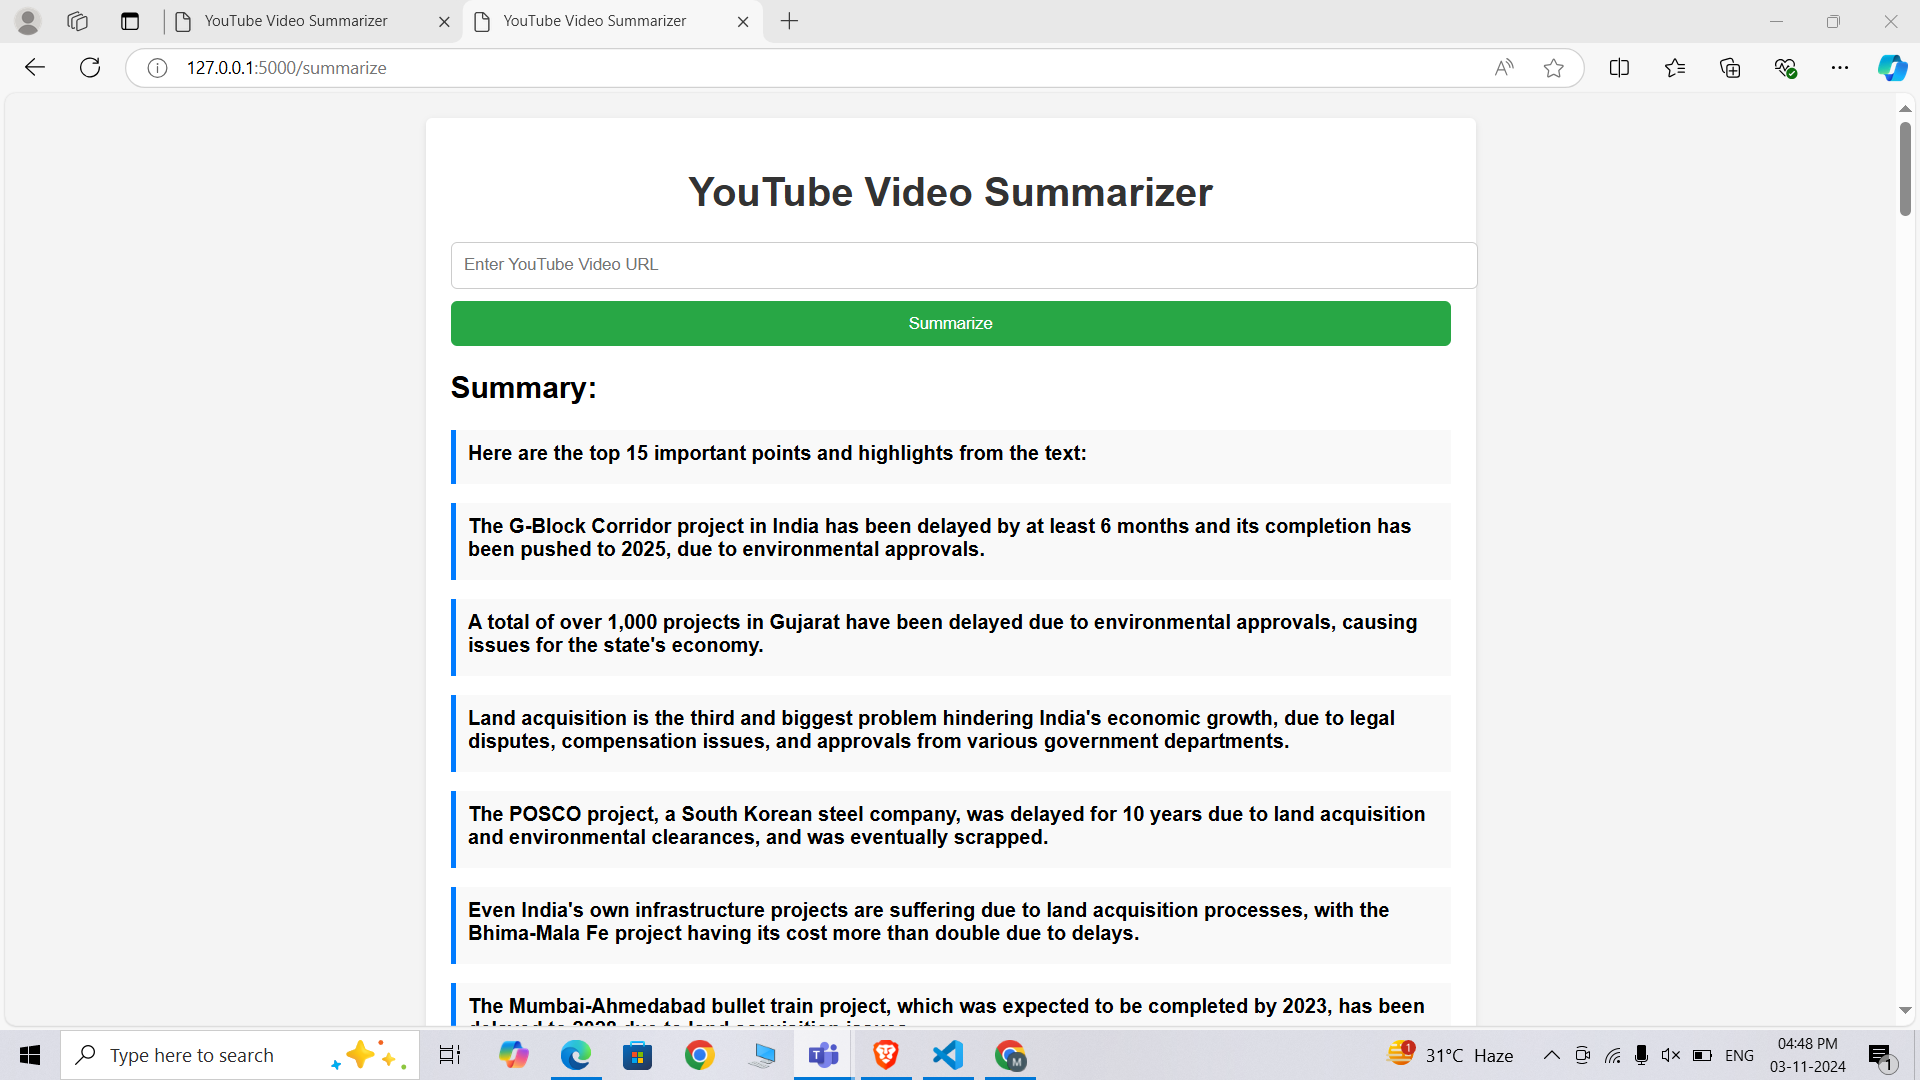 YouTube Video Summarizer
YouTube Video Summarizer
127.0.0.1:5000/summarize
YouTube Video Summarizer
Enter YouTube Video URL
Summarize
Summary:
Here are the top 15 important points and highlights from the text:
The G-Block Corridor project in India has been delayed by at least 6 months and its completion has
been pushed to 2025, due to environmental approvals.
A total of over 1,000 projects in Gujarat have been delayed due to environmental approvals, causing
issues for the state's economy.
Land acquisition is the third and biggest problem hindering India's economic growth, due to legal
disputes, compensation issues, and approvals from various government departments.
The POSCO project, a South Korean steel company, was delayed for 10 years due to land acquisition
and environmental clearances, and was eventually scrapped.
Even India's own infrastructure projects are suffering due to land acquisition processes, with the
Bhima-Mala Fe project having its cost more than double due to delays.
The Mumbai-Ahmedabad bullet train project, which was expected to be completed by 2023, has been
delayed to 2028 due to land acquisition issues.
Type here to search
1
31°C Haze
ENG
04:48 PM
03-11-2024
1
M